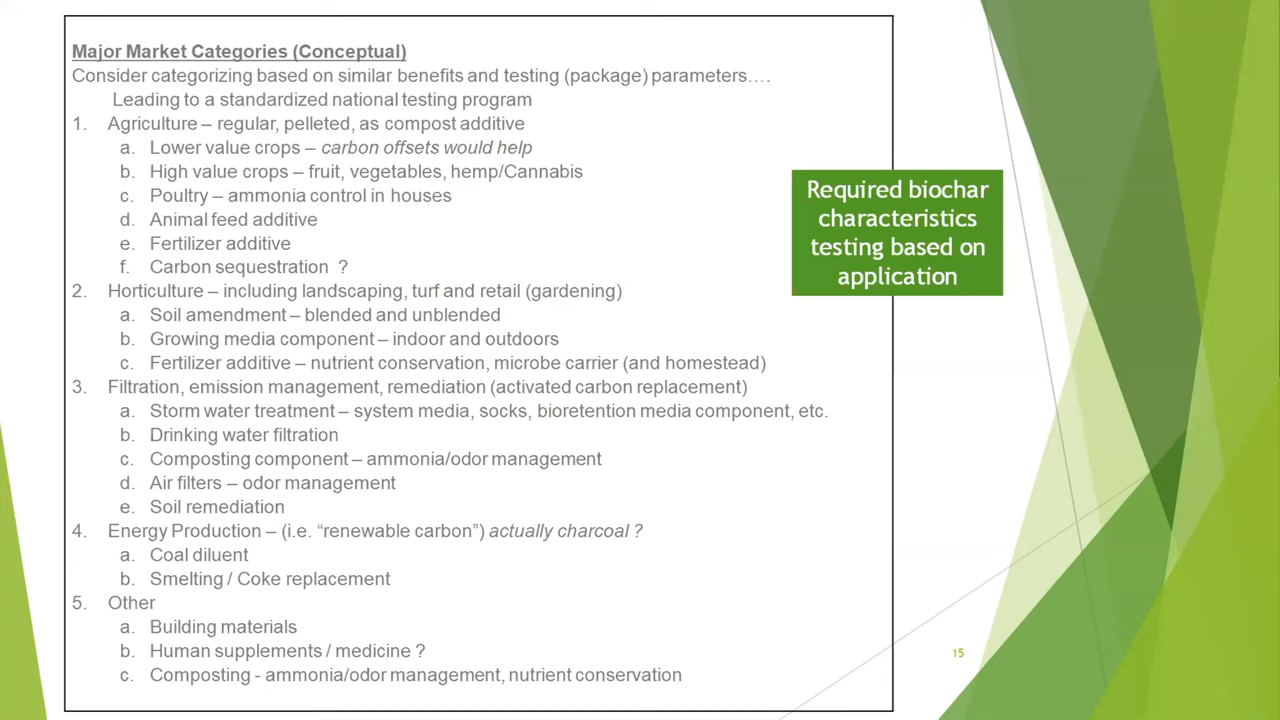 Major Market Categories (Conceptual)
Consider categorizing based on similar benefits and testing (package) parameters….
Leading to a standardized national testing program
1. Agriculture – regular, pelleted, as compost additive
a. Lower value crops – carbon offsets would help
b. High value crops – fruit, vegetables, hemp/Cannabis
c. Poultry – ammonia control in houses
d. Animal feed additive
e. Fertilizer additive
f. Carbon sequestration ?
2. Horticulture – including landscaping, turf and retail (gardening)
a. Soil amendment – blended and unblended
b. Growing media component – indoor and outdoors
c. Fertilizer additive – nutrient conservation, microbe carrier (and homestead)
3. Filtration, emission management, remediation (activated carbon replacement)
a. Storm water treatment – system media, socks, bioretention media component, etc.
b. Drinking water filtration
c. Composting component – ammonia/odor management
d. Air filters – odor management
e. Soil remediation
4. Energy Production – (i.e. “renewable carbon”) actually charcoal ?
a. Coal diluent
b. Smelting / Coke replacement
5. Other
a. Building materials
b. Human supplements / medicine ?
c. Composting - ammonia/odor management, nutrient conservation
Required biochar
characteristics
testing based on
application
15